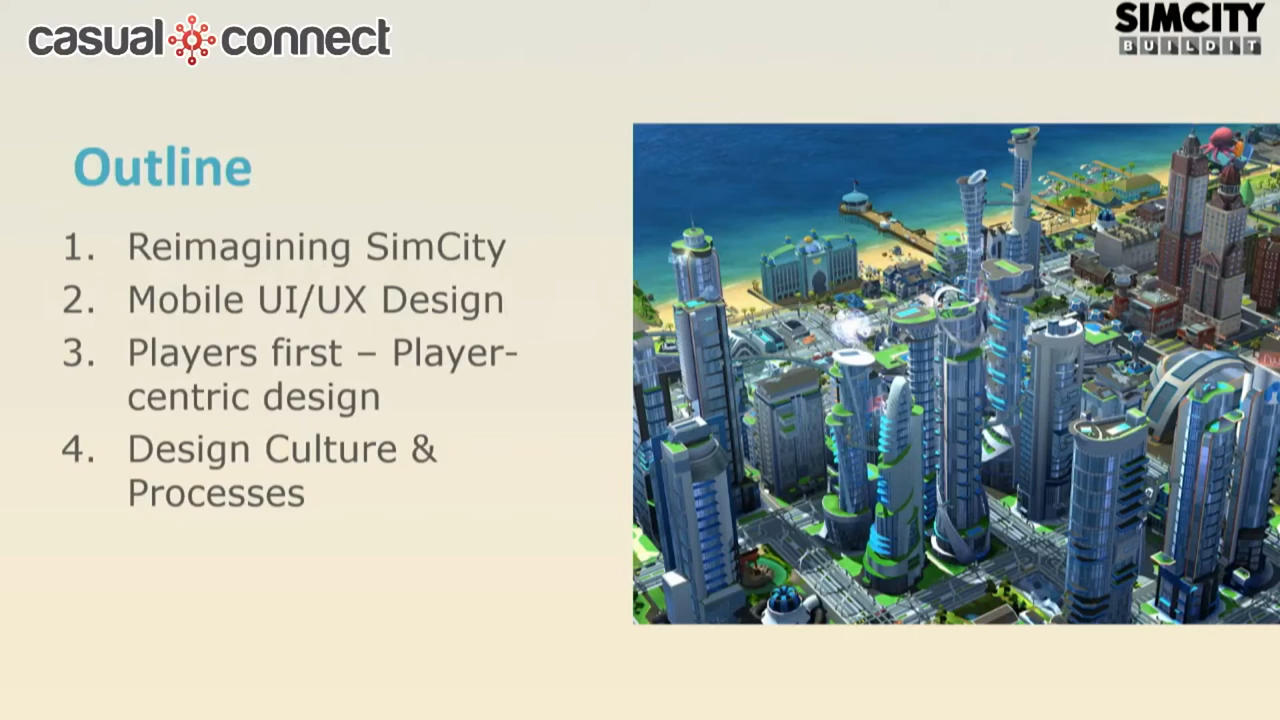 casual connect
SIMCITY
BUILDIT
Outline
1. Reimagining SimCity
2. Mobile UI/UX Design
3. Players first – Player-
centric design
4. Design Culture &
Processes